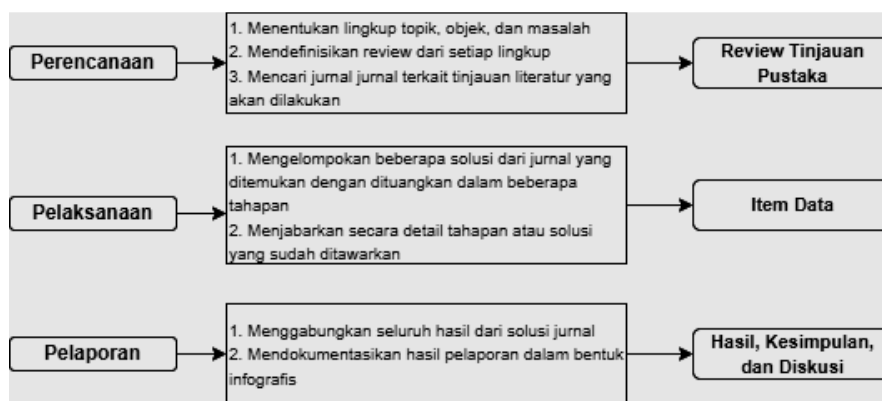 Perencanaan
1. Menentukan lingkup topik, objek, dan masalah
2. Mendefinisikan review dari setiap lingkup
3. Mencari jurnal jurnal terkait tinjauan literatur yang
akan dilakukan
Review Tinjauan
Pustaka
Pelaksanaan
1. Mengelompokan beberapa solusi dari jurnal yang
ditemukan dengan dituangkan dalam beberapa
tahapan
2. Menjabarkan secara detail tahapan atau solusi
yang sudah ditawarkan
Item Data
Pelaporan
1. Menggabungkan seluruh hasil dari solusi jurnal
2. Mendokumentasikan hasil pelaporan dalam bentuk
infografis
Hasil, Kesimpulan,
dan Diskusi